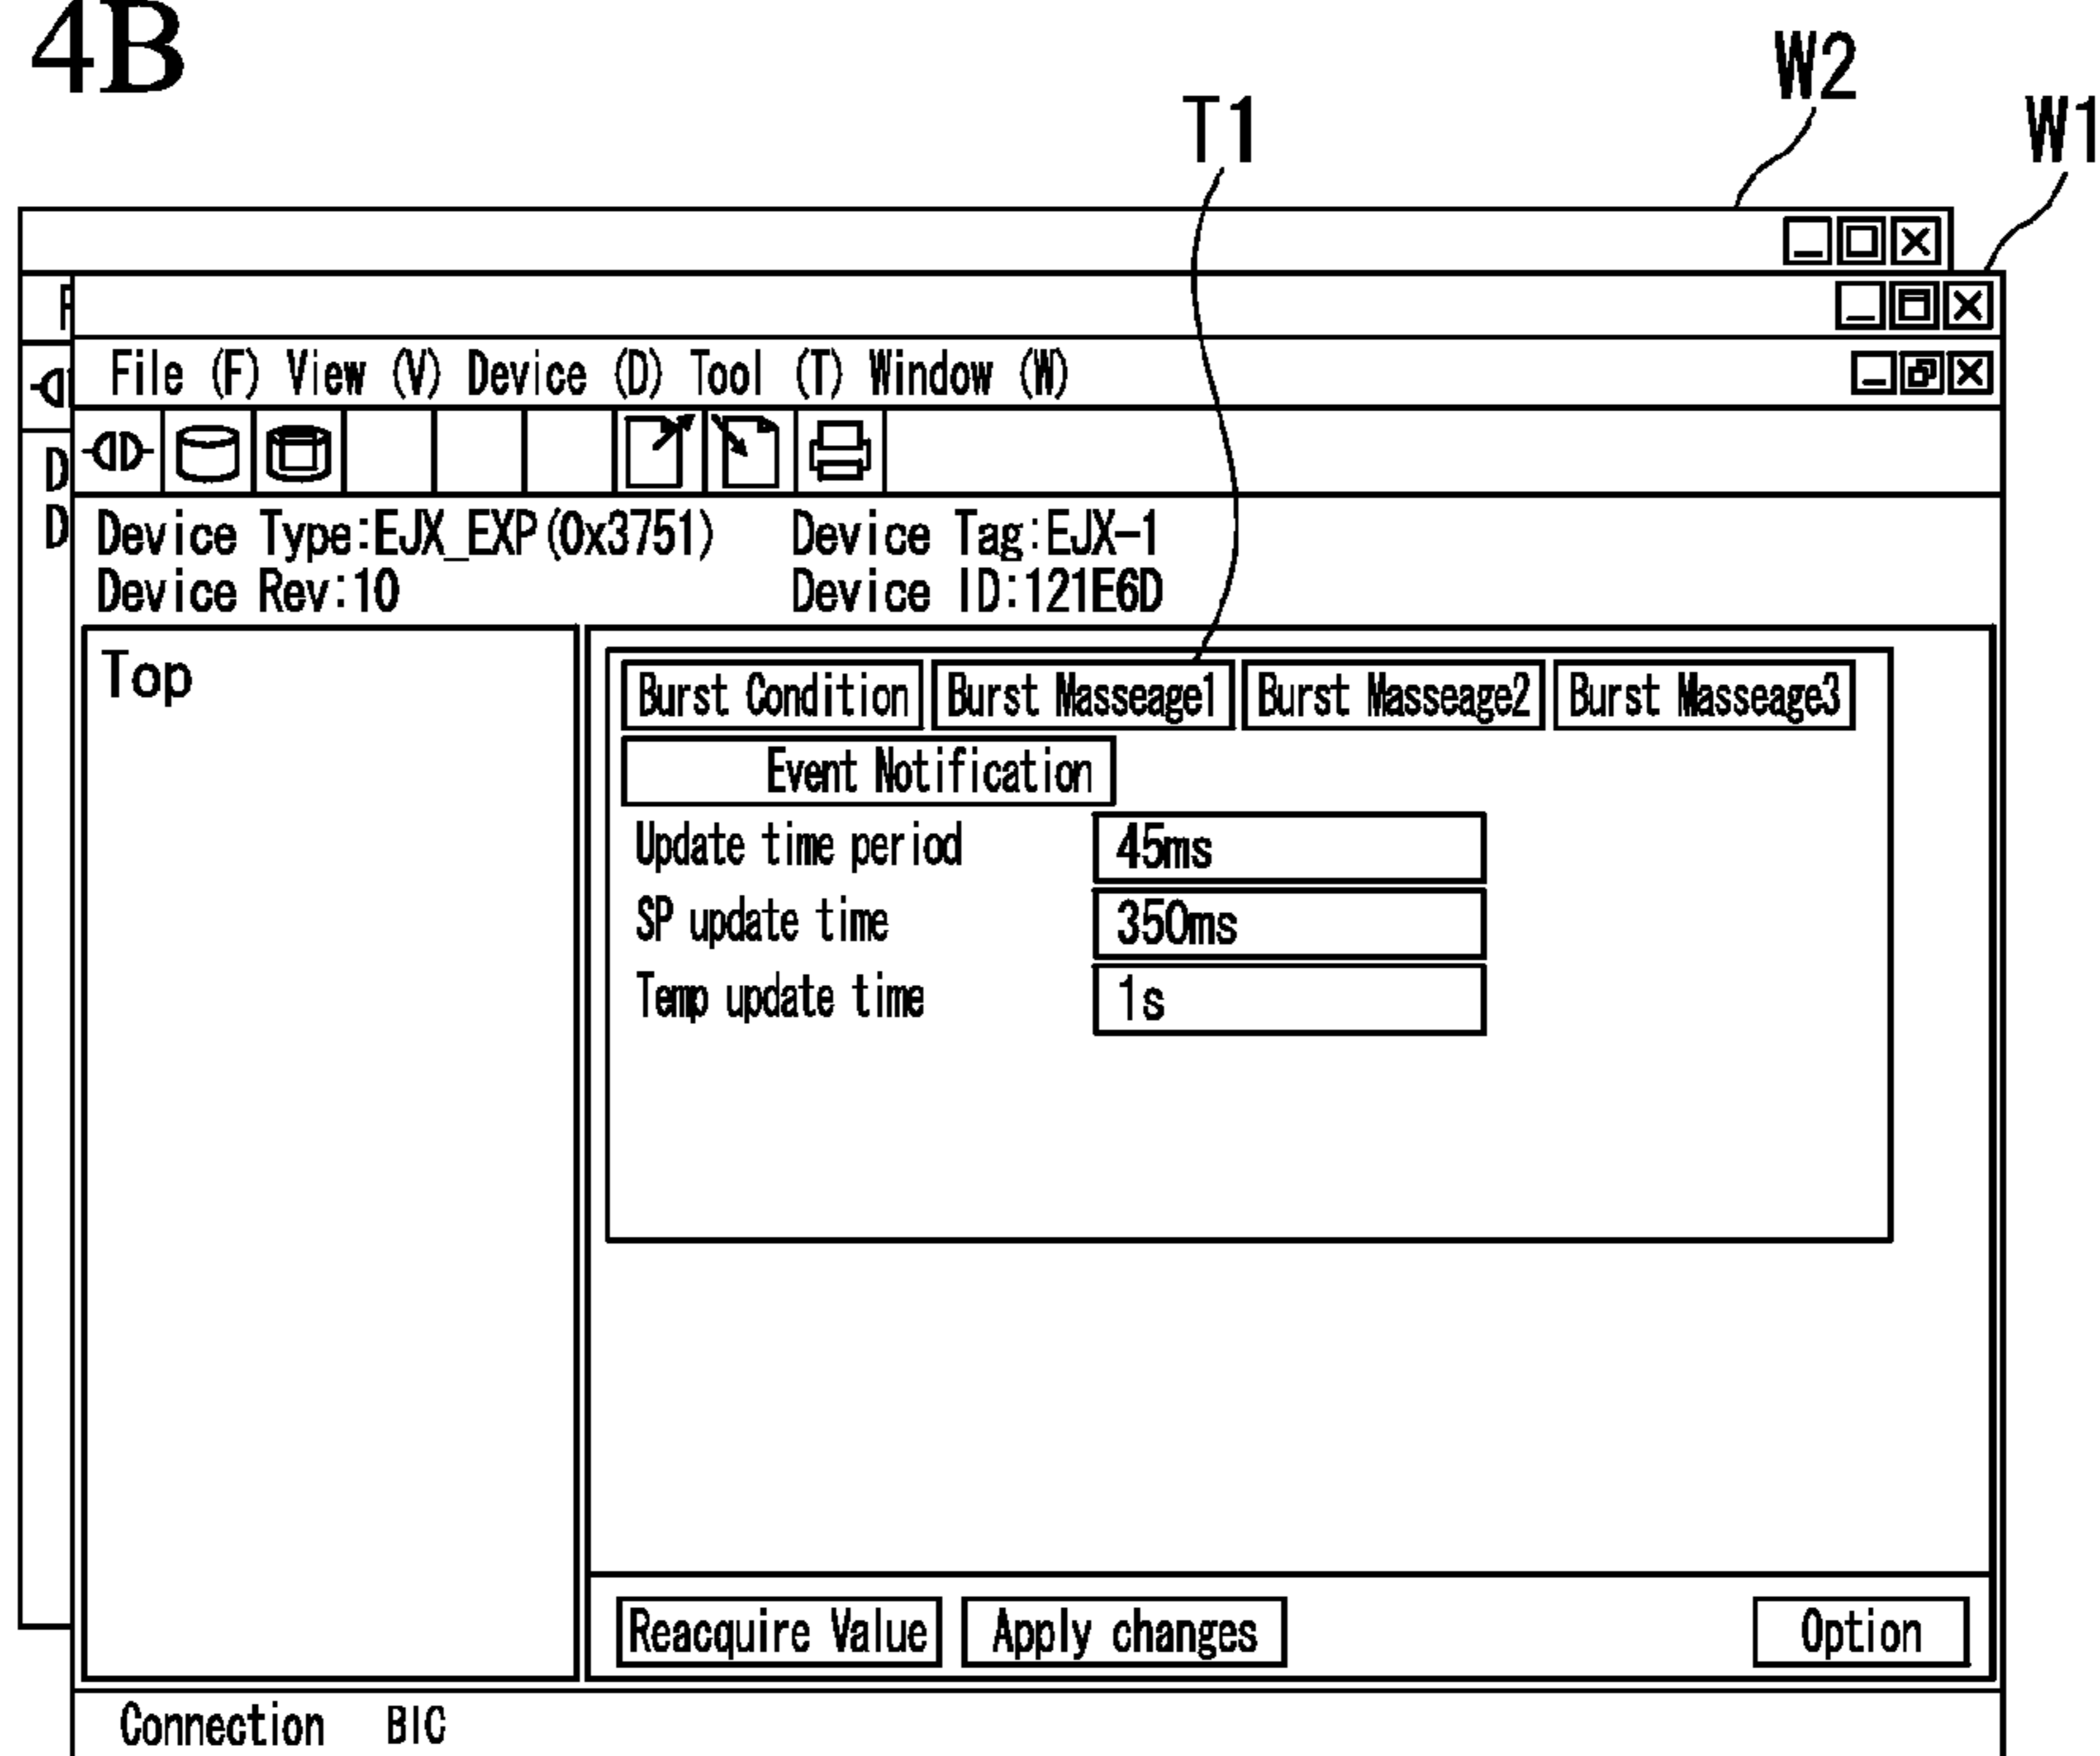 4B
W2
T1
W1
File (F) View (V) Device (D) Tool (T) Window (W)
D
D
Device Type:EJX_EXP(0x3751) Device Tag:EJX-1
Device Rev:10 Device ID:121E6D
Top
Burst Condition Burst Masseage1 Burst Masseage2 Burst Masseage3
Event Notification
Update time period 45ms
SP update time 350ms
Temp update time 1s
Reacquire Value Apply changes Option
Connection BIC